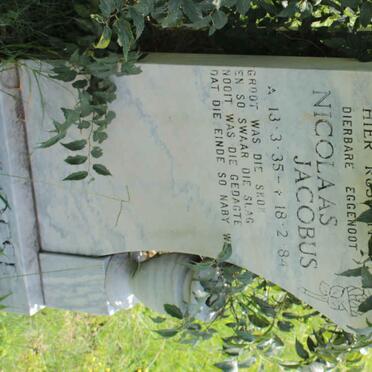 HIER RUS
DIERBARE EGGENOOT
NICOLAAS
JACOBUS
13·3·35 18·2·84
GROOT WAS DIE SKOK
EN SO SWAAR DIE SLAG
NOOIT WAS DIE GEDAGTE
DAT DIE EINDE SO NABY W